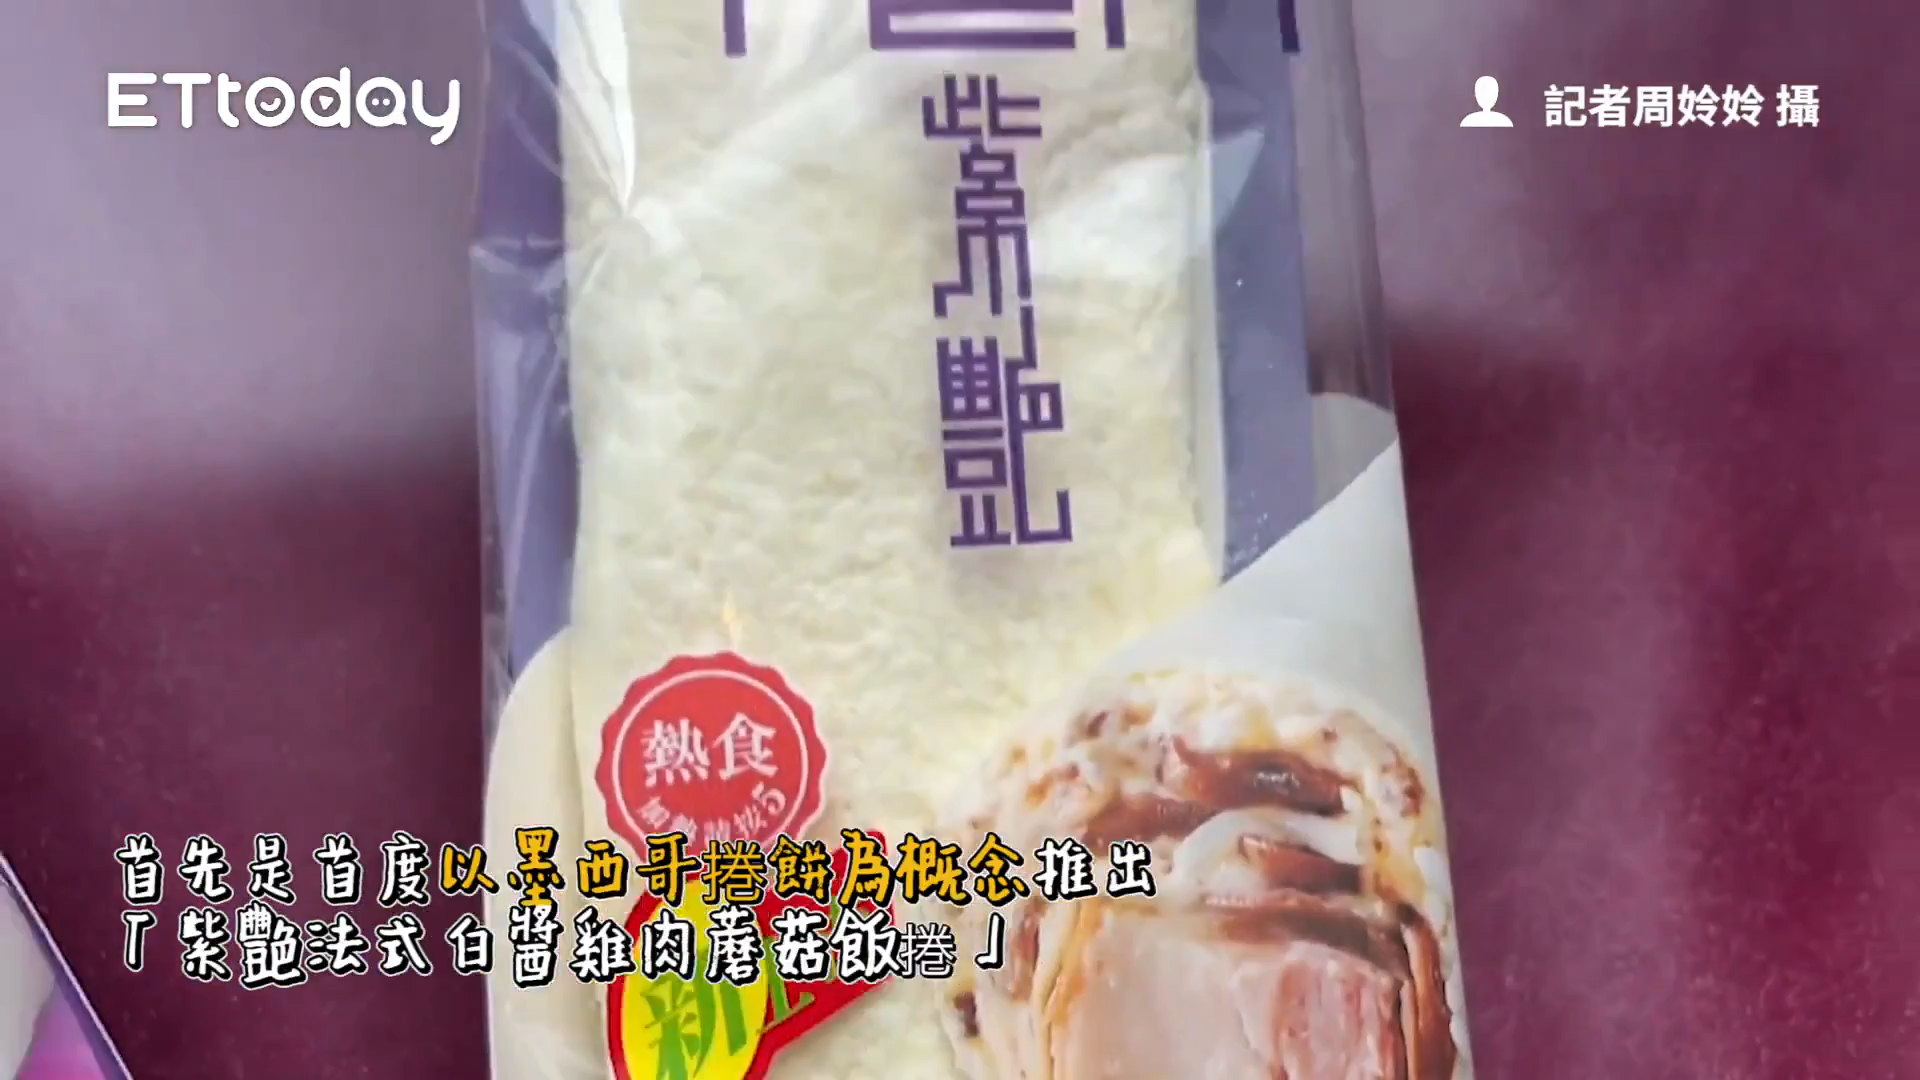 ETtoday
記者周姈姈 攝
紫艷
熱食
首先是首度以墨西哥捲餅為概念推出
「紫艷法式白醬雞肉蘑菇飯捲」
新